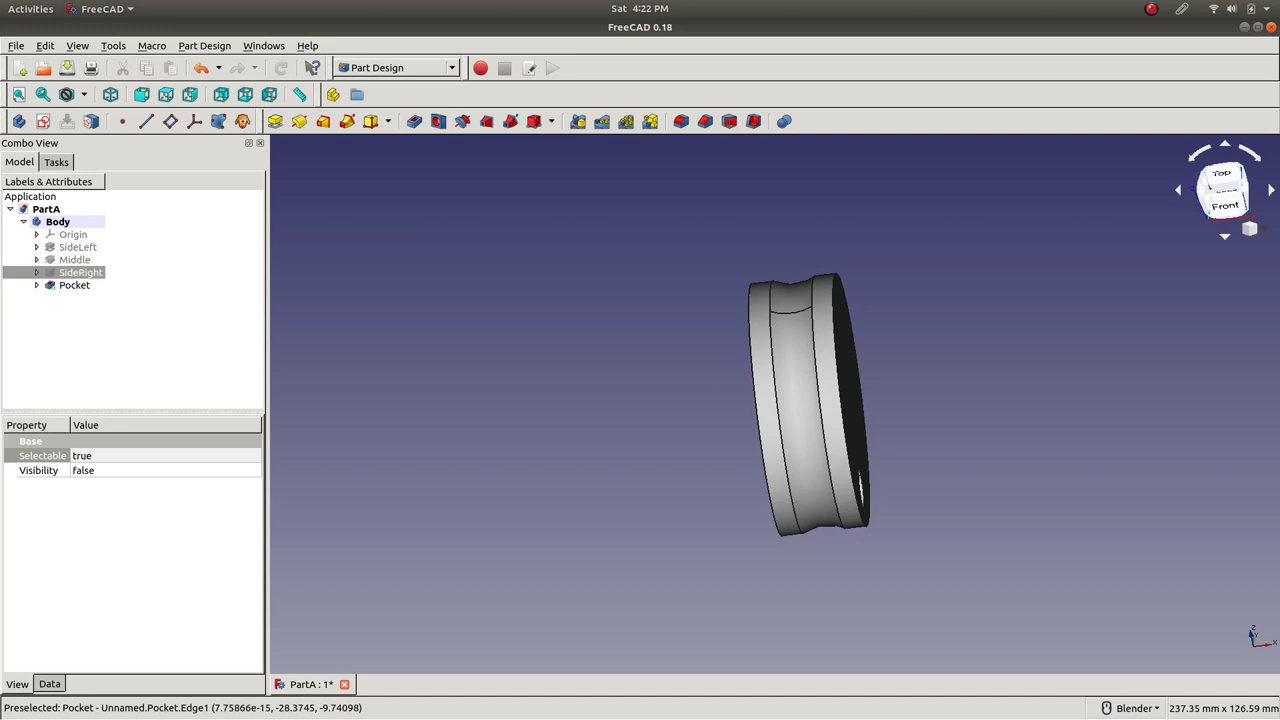 Activities FreeCAD Sat 4:22 PM
FreeCAD 0.18
File Edit View Tools Macro Part Design Windows Help
Part Design
Combo View
Model Tasks
Labels & Attributes
Application
PartA
Body
Origin
SideLeft
Middle
SideRight
Pocket
Top
Front
Property Value
Base
Selectable true
Visibility false
View Data
PartA : 1*
Z
Y
X
Preselected: Pocket - Unnamed.Pocket.Edge1 (7.75866e-15, -28.3745, -9.74098) Blender 237.35 mm x 126.59 mm